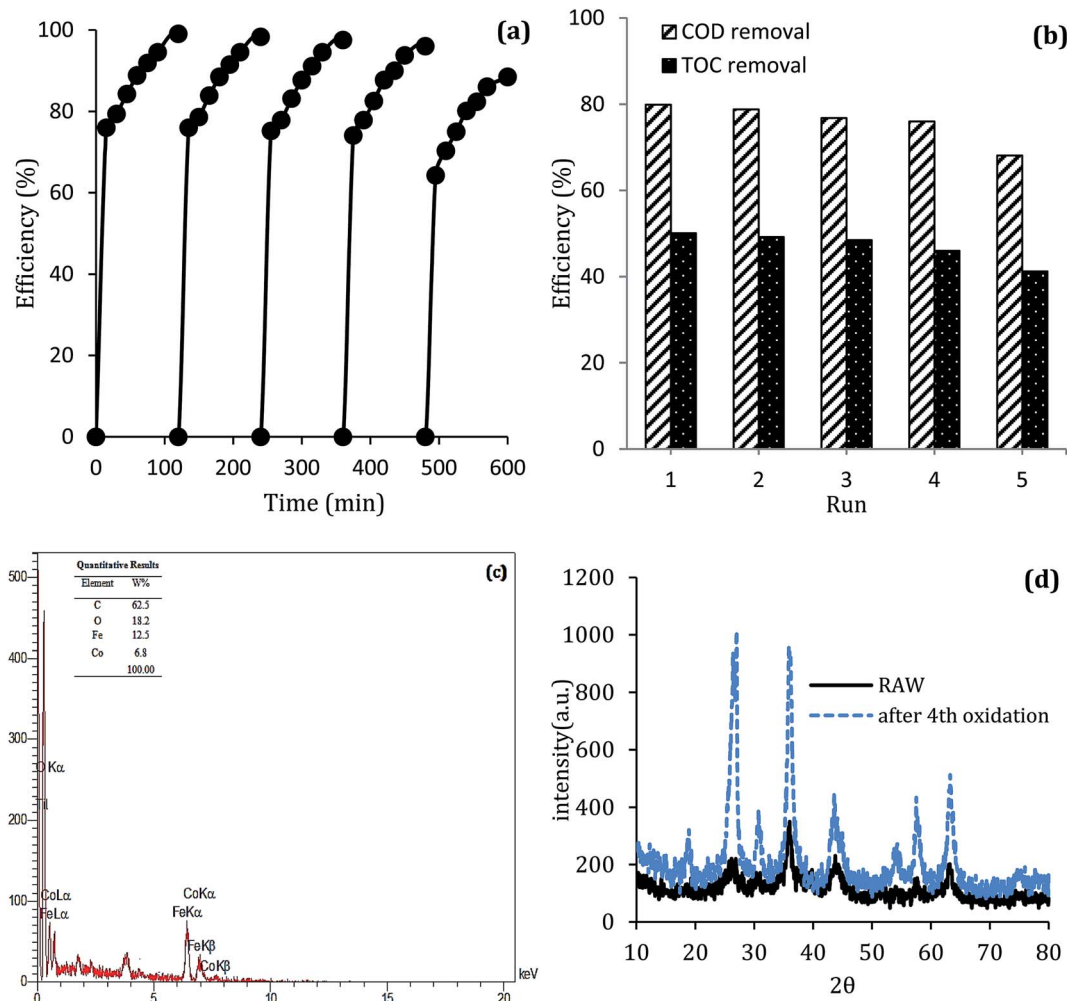 (a)
100
80
60
40
20
0
Efficiency (%)
0 100 200 300 400 500 600
Time (min)
(b)
COD removal
TOC removal
100
80
60
40
20
0
Efficiency (%)
1 2 3 4 5
Run
(c)
Quantitative Results
Element W%
C 62.5
O 18.2
Fe 12.5
Co 6.8
100.00
500
400
300
200
100
0
Kα
CoLα
FeLα
CoKα
FeKα
FeKβ
CoKβ
0 5 10 15 20
keV
(d)
1200
1000
800
600
400
200
0
intensity(a.u.)
RAW
after 4th oxidation
10 20 30 40 50 60 70 80
2θ